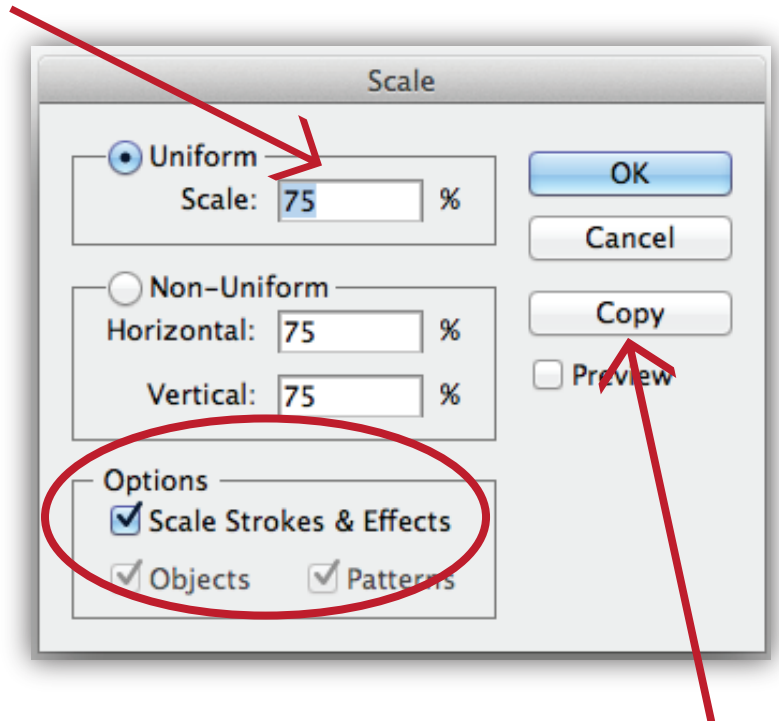 Scale
Uniform
Scale: 75 %
OK
Cancel
Non-Uniform
Horizontal: 75 %
Copy
Vertical: 75 %
Preview
Options
Scale Strokes & Effects
Objects Patterns